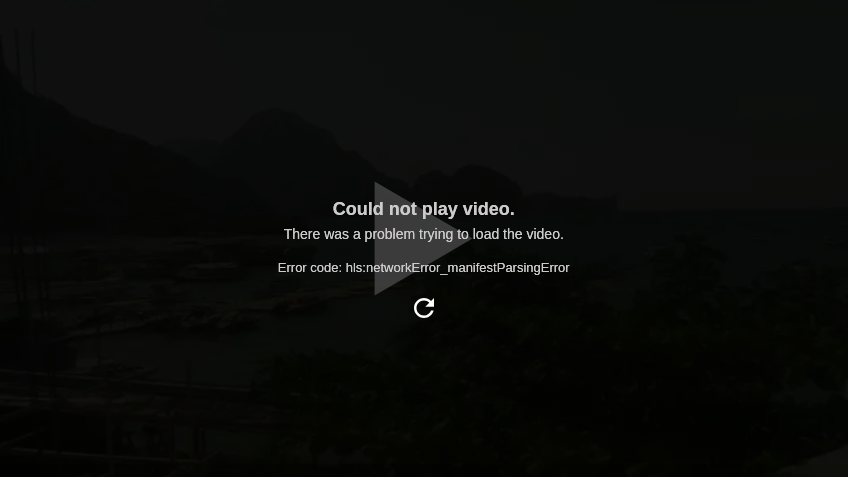 Could not play video.
There was a problem trying to load the video.
Error code: hls:networkError_manifestParsingError